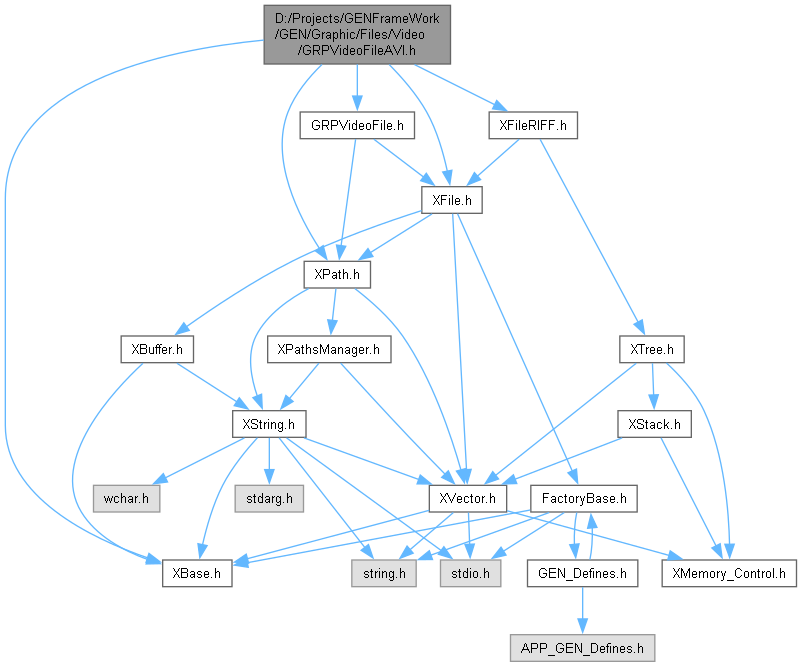 D:/Projects/GENFrameWork
/GEN/Graphic/Files/Video
/GRPVideoFileAVI.h
GRPVideoFile.h
XFileRIFF.h
XFile.h
XPath.h
XBuffer.h
XPathsManager.h
XTree.h
XString.h
XStack.h
wchar.h
stdarg.h
XVector.h
FactoryBase.h
XBase.h
string.h
stdio.h
GEN_Defines.h
XMemory_Control.h
APP_GEN_Defines.h